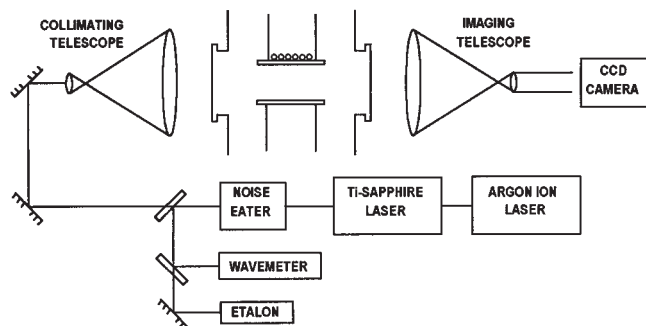 COLLIMATING
TELESCOPE
IMAGING
TELESCOPE
CCD
CAMERA
NOISE
EATER
Ti-SAPPHIRE
LASER
ARGON ION
LASER
WAVEMETER
ETALON